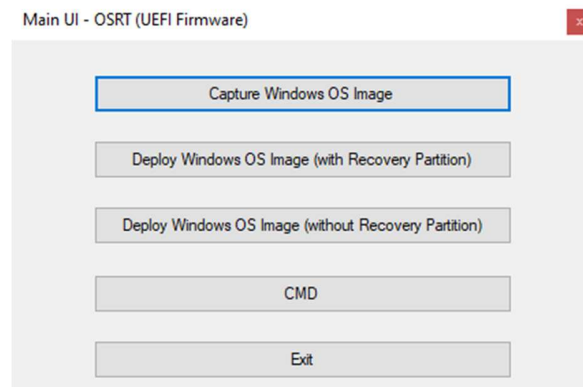 Main UI - OSRT (UEFI Firmware)
x
Capture Windows OS Image
Deploy Windows OS Image (with Recovery Partition)
Deploy Windows OS Image (without Recovery Partition)
CMD
Exit